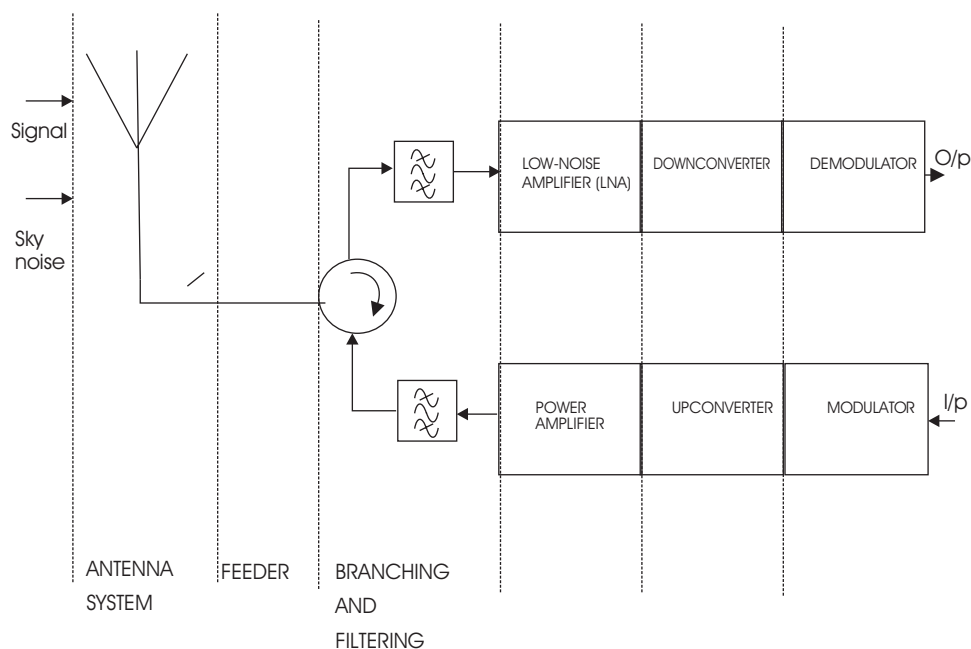 Signal
Sky
noise
LOW-NOISE
AMPLIFIER (LNA)
DOWNCONVERTER
DEMODULATOR
O/p
POWER
AMPLIFIER
UPCONVERTER
MODULATOR
I/p
ANTENNA
SYSTEM
FEEDER
BRANCHING
AND
FILTERING